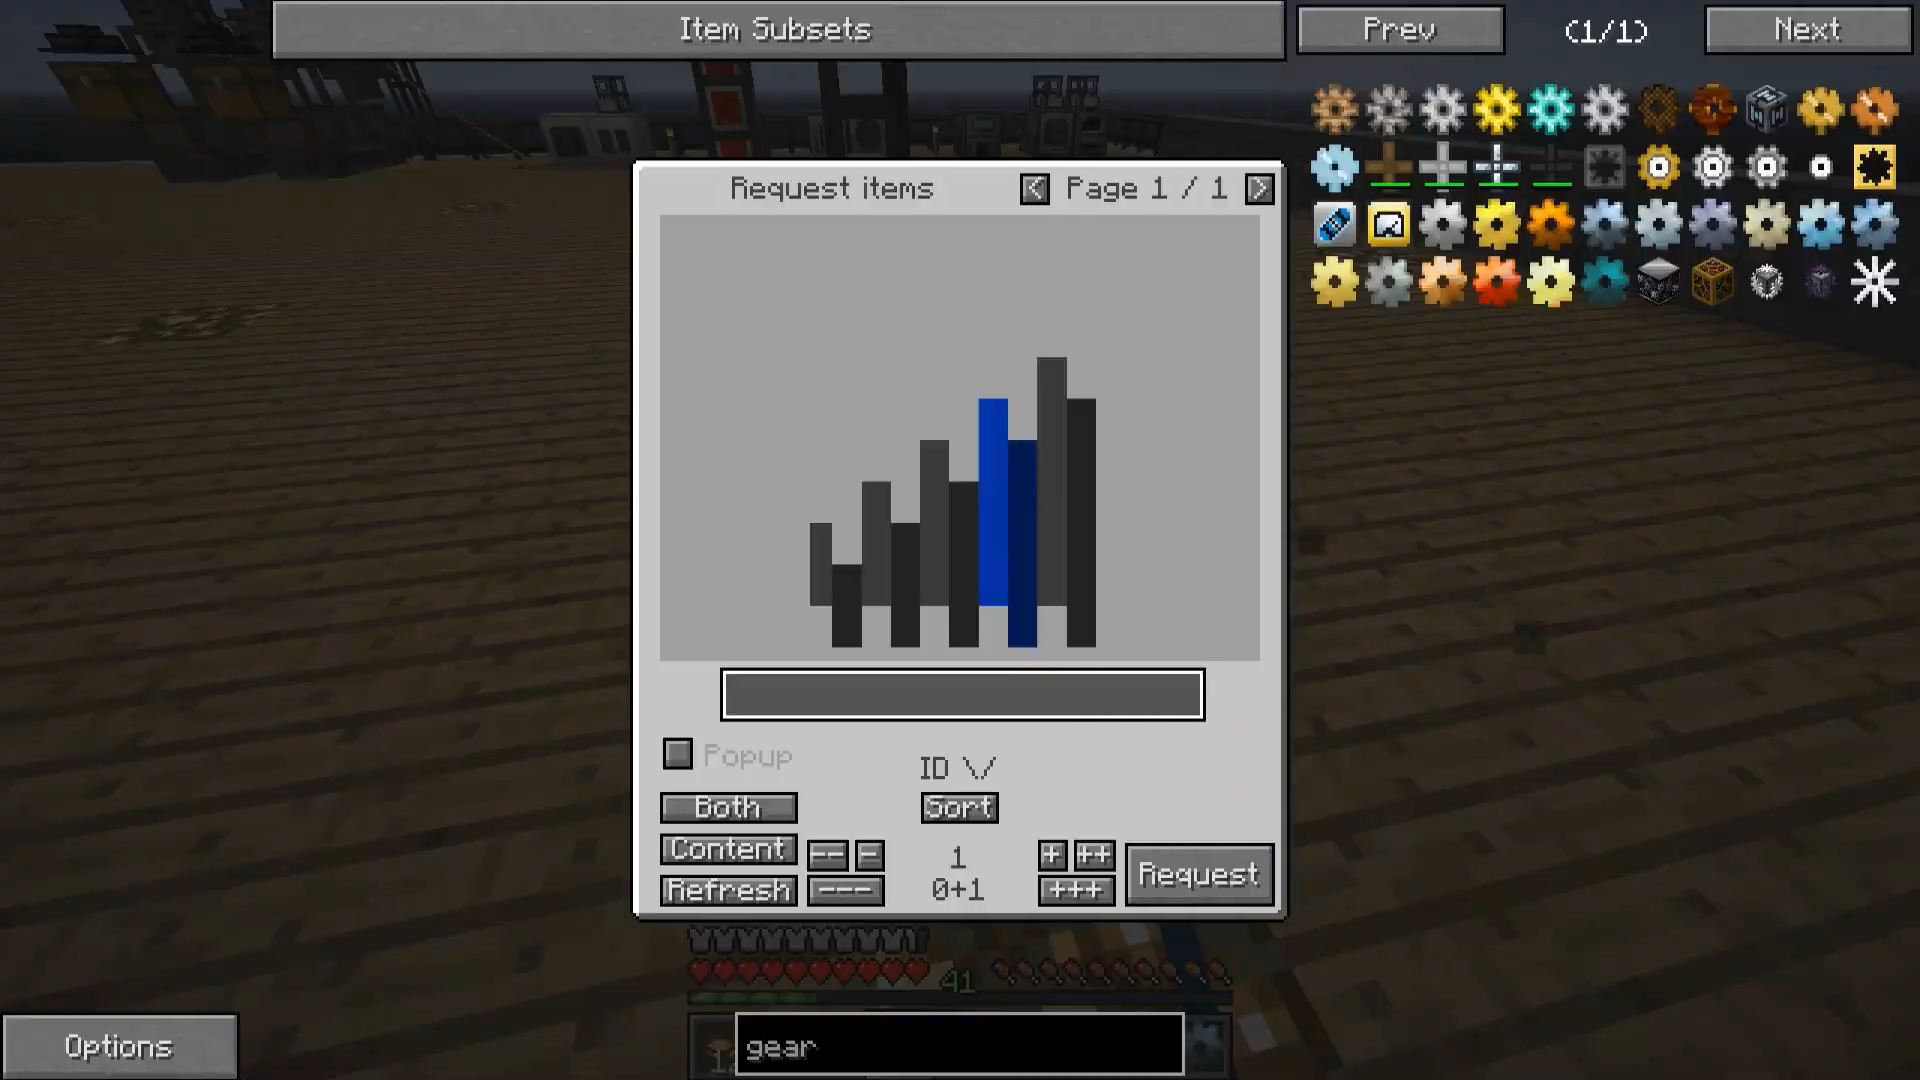 Item Subsets
Prev (1/1) Next
Request items
Page 1 / 1
Popup
ID \/
Both
Sort
Content
-- - 1 + ++
Request
Refresh
--- 0+1 +++
41
Options
gear